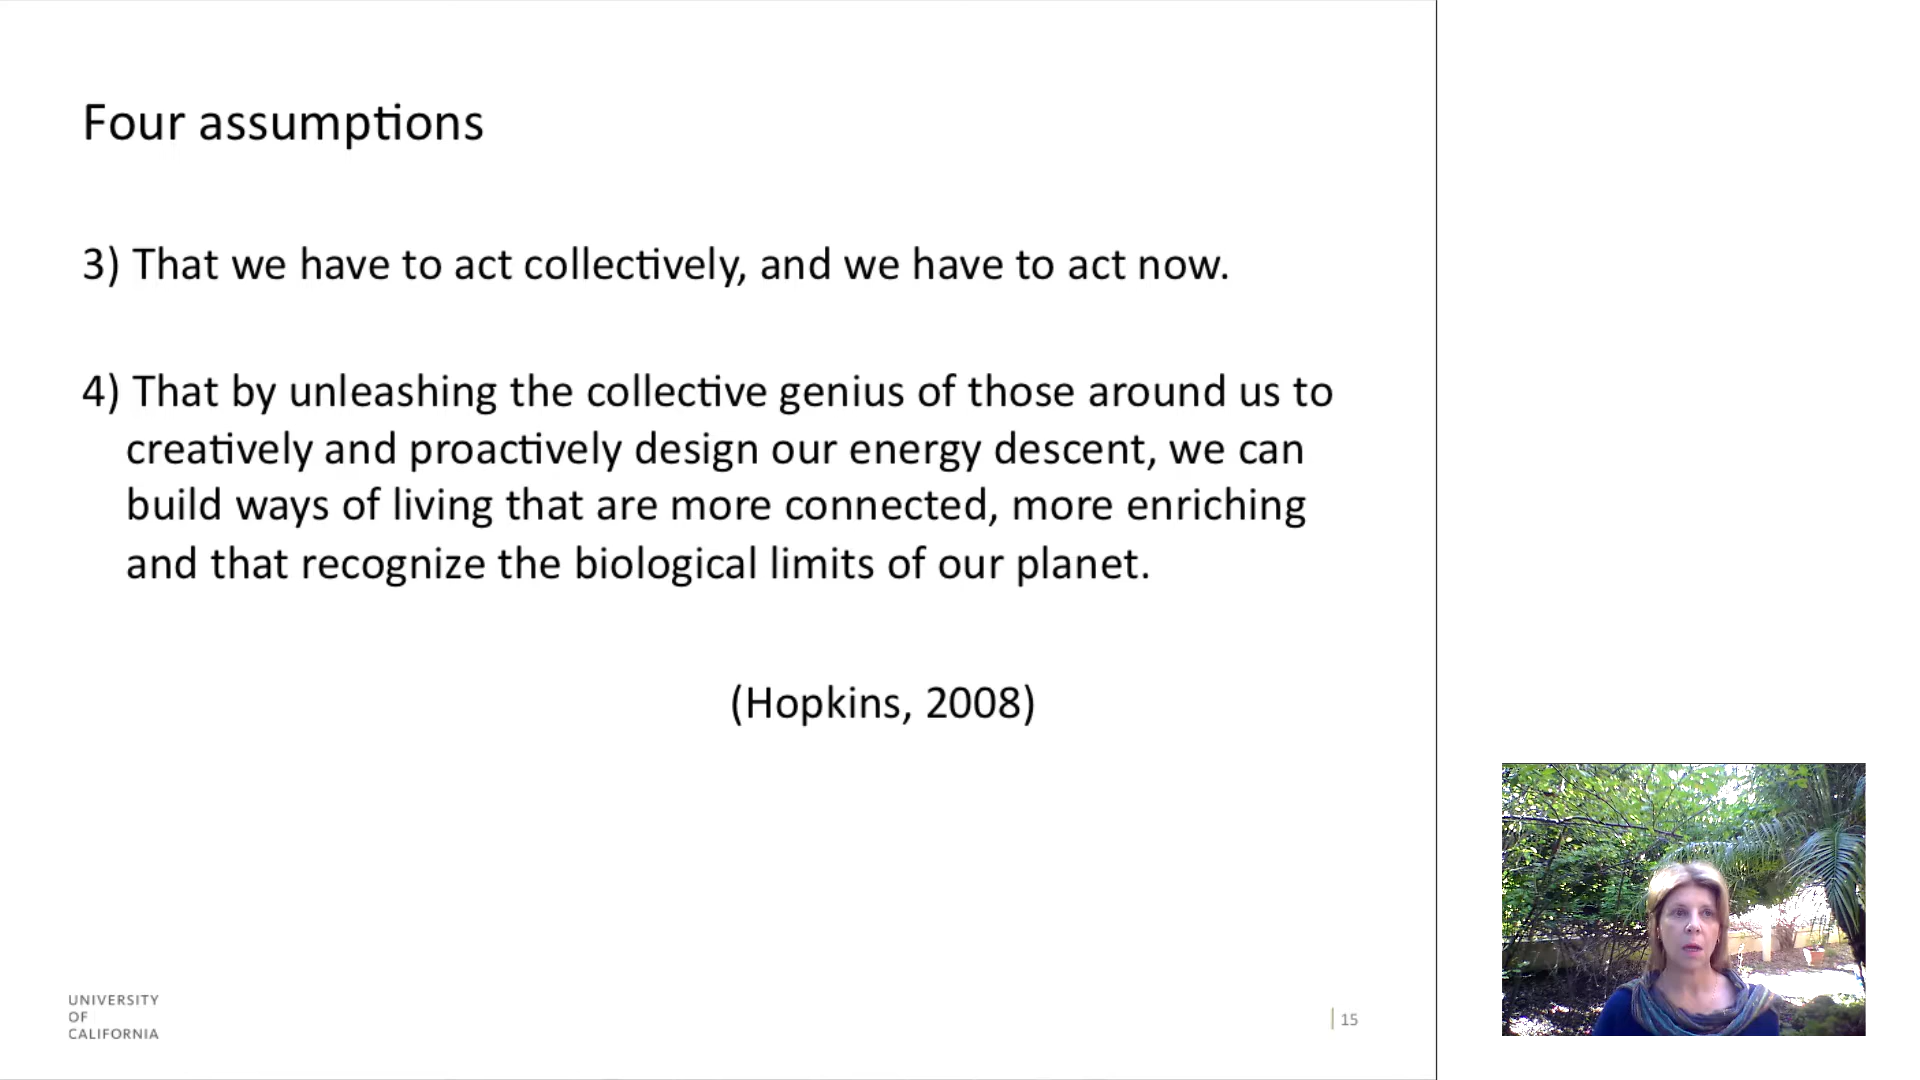 Four assumptions
3) That we have to act collectively, and we have to act now.
4) That by unleashing the collective genius of those around us to
creatively and proactively design our energy descent, we can
build ways of living that are more connected, more enriching
and that recognize the biological limits of our planet.
(Hopkins, 2008)
UNIVERSITY
OF
CALIFORNIA
15